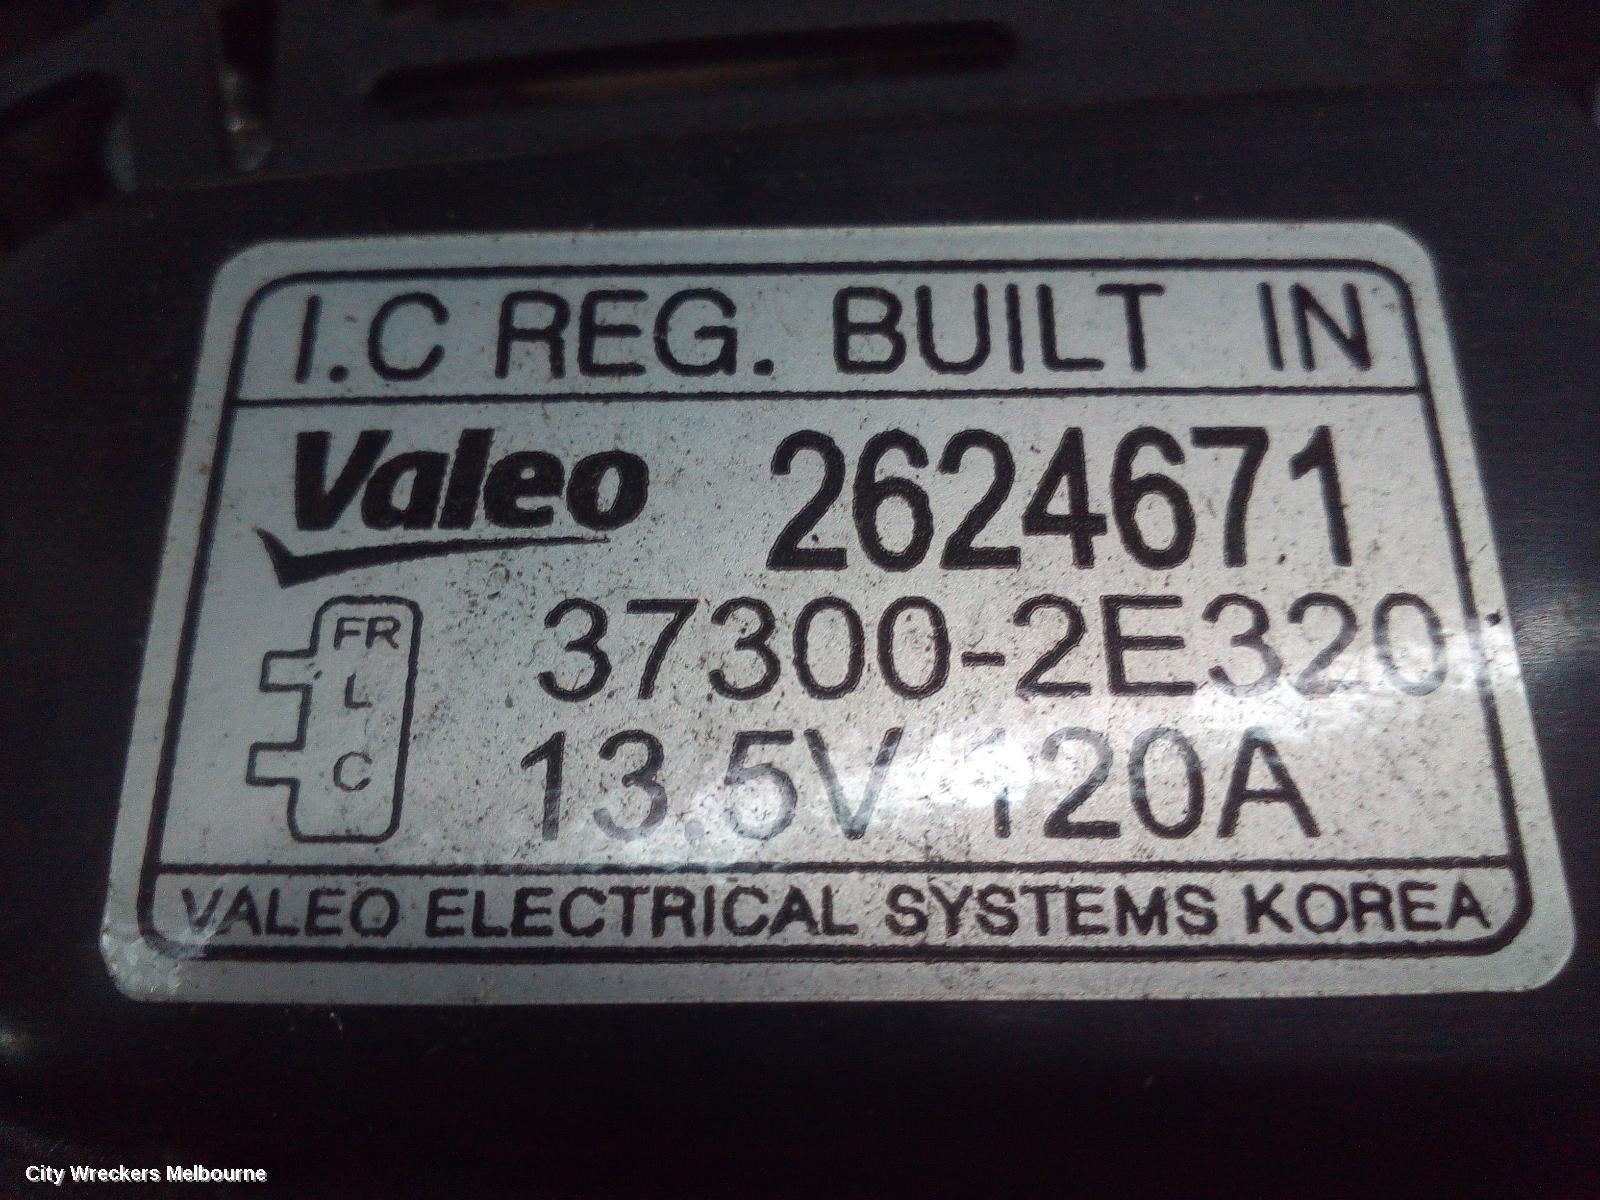 I.C REG. BUILT IN
Valeo 2624671
FR
37300-2E320
L
13.5V 120A
C
VALEO ELECTRICAL SYSTEMS KOREA
City Wreckers Melbourne